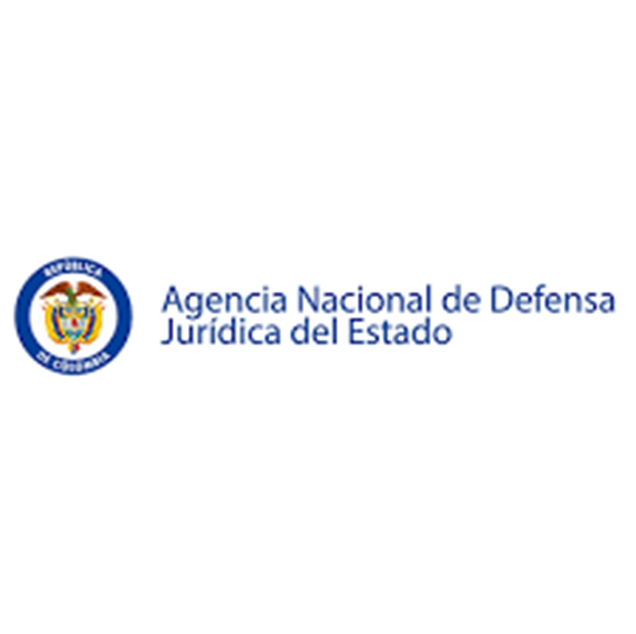 REPÚBLICA
DE COLOMBIA
Agencia Nacional de Defensa
Jurídica del Estado